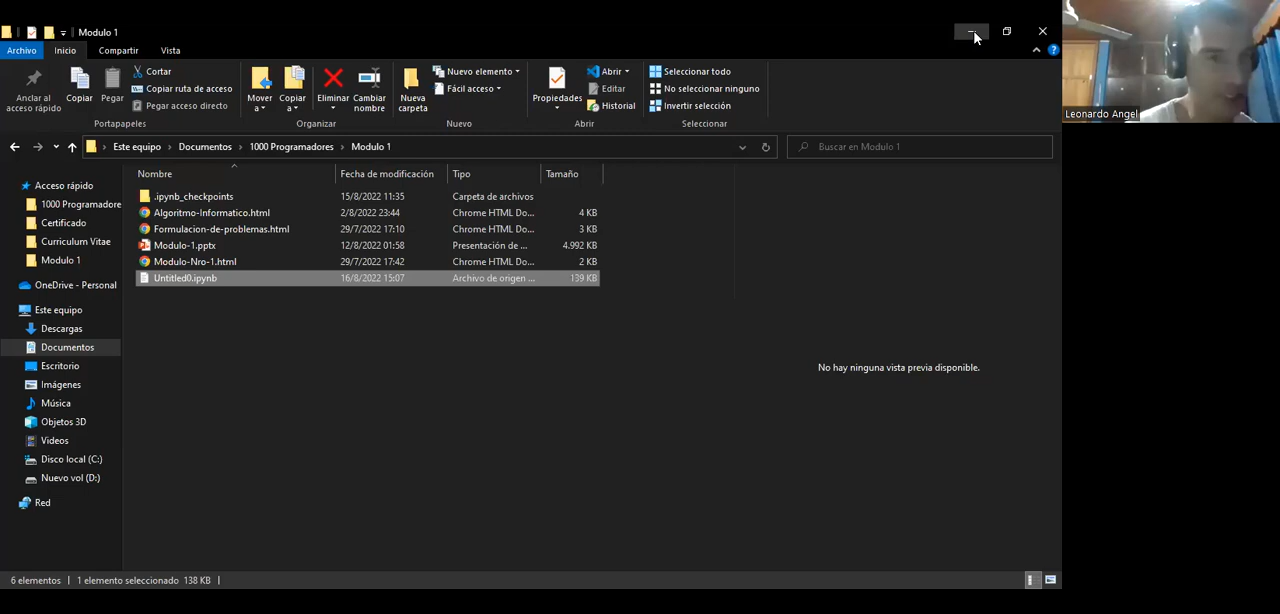 Modulo 1
Archivo Inicio Compartir Vista
Anclar al acceso rápido
Copiar
Pegar
Cortar
Copiar ruta de acceso
Pegar acceso directo
Mover a
Copiar a
Eliminar
Cambiar nombre
Nueva carpeta
Nuevo elemento
Fácil acceso
Propiedades
Abrir
Editar
Historial
Seleccionar todo
No seleccionar ninguno
Invertir selección
Portapapeles Organizar Nuevo Abrir Seleccionar
Leonardo Angel
Este equipo > Documentos > 1000 Programadores > Modulo 1
Buscar en Modulo 1
Nombre Fecha de modificación Tipo Tamaño
.ipynb_checkpoints 15/8/2022 11:35 Carpeta de archivos
Algoritmo-Informatico.html 2/8/2022 23:44 Chrome HTML Do... 4 KB
Formulacion-de-problemas.html 29/7/2022 17:10 Chrome HTML Do... 3 KB
Modulo-1.pptx 12/8/2022 01:58 Presentación de ... 4.992 KB
Modulo-Nro-1.html 29/7/2022 17:42 Chrome HTML Do... 2 KB
Untitled0.ipynb 16/8/2022 15:07 Archivo de origen ... 139 KB
Acceso rápido
1000 Programadore
Certificado
Curriculum Vitae
Modulo 1
OneDrive - Personal
Este equipo
Descargas
Documentos
Escritorio
Imágenes
Música
Objetos 3D
Videos
Disco local (C:)
Nuevo vol (D:)
Red
No hay ninguna vista previa disponible.
6 elementos 1 elemento seleccionado 138 KB